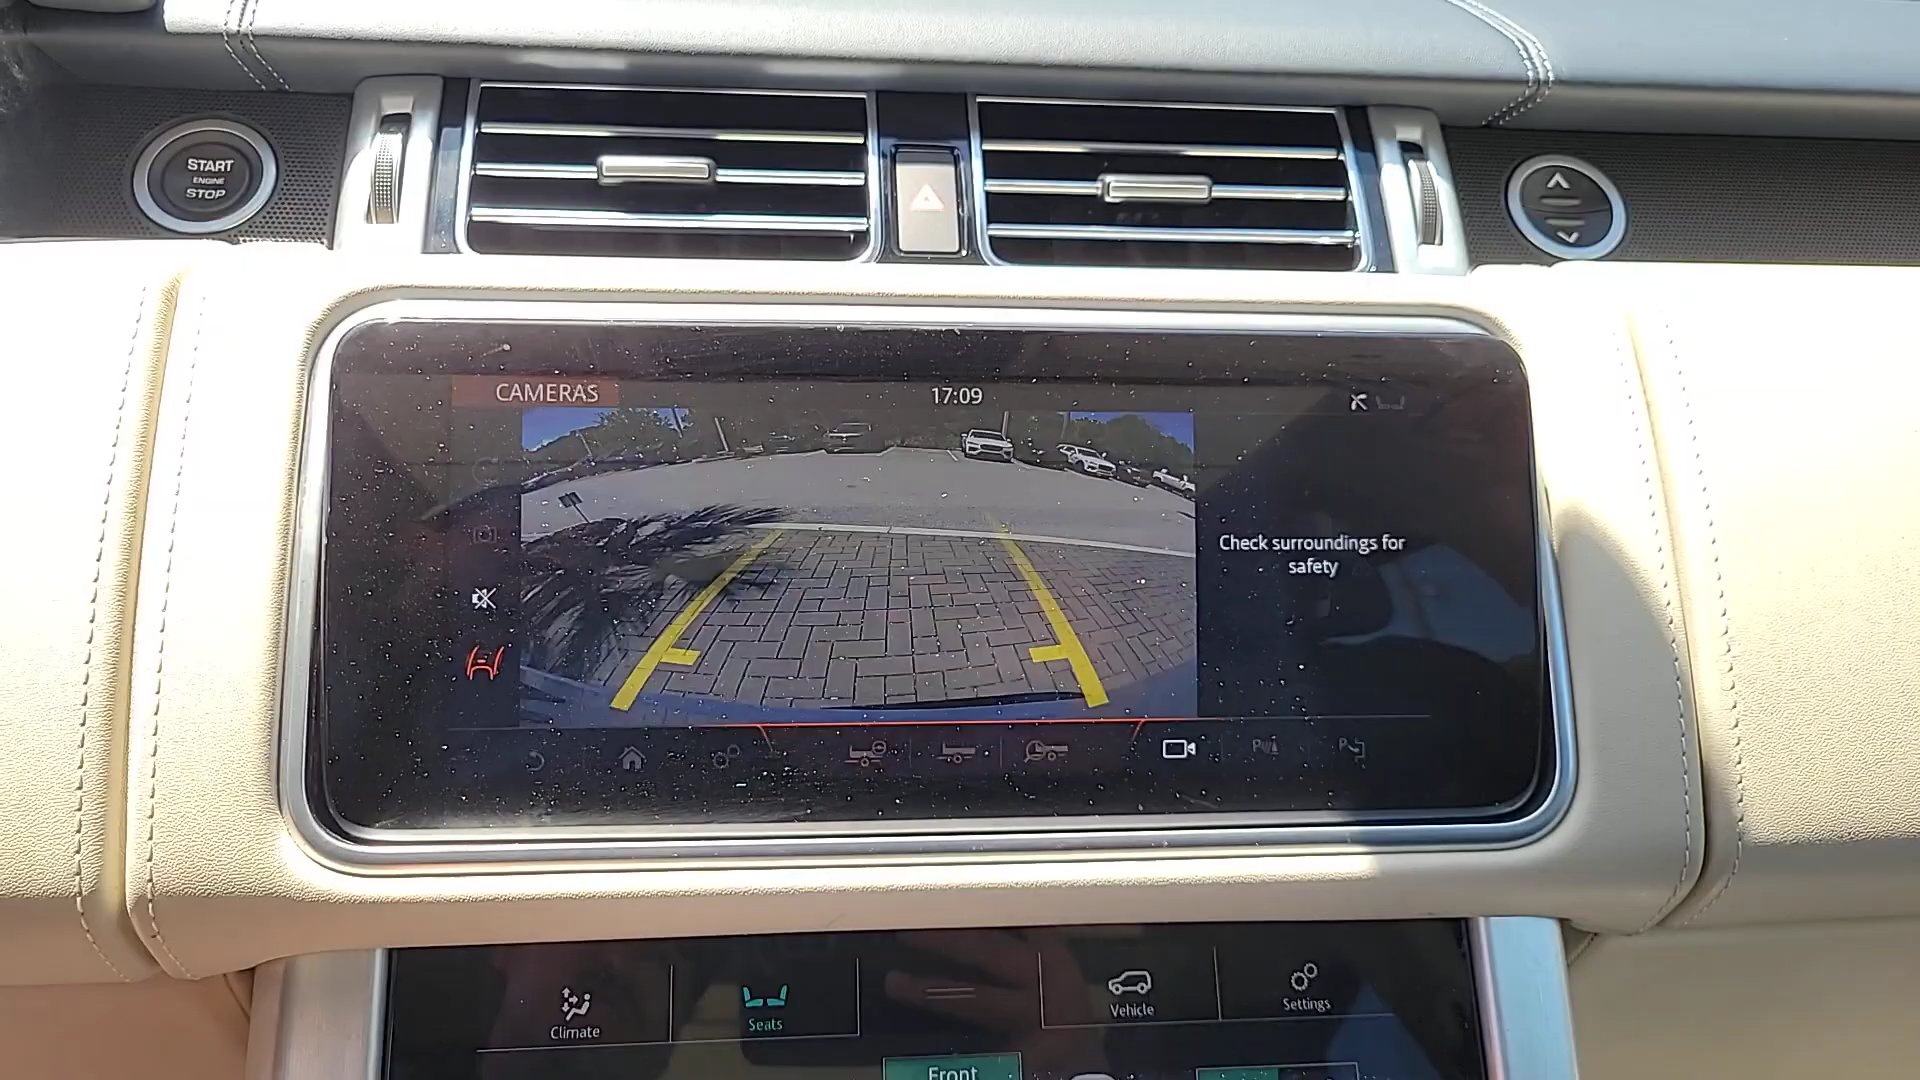 START
ENGINE
STOP
CAMERAS
17:09
Check surroundings for
safety
Climate
Seats
Vehicle
Settings
Front